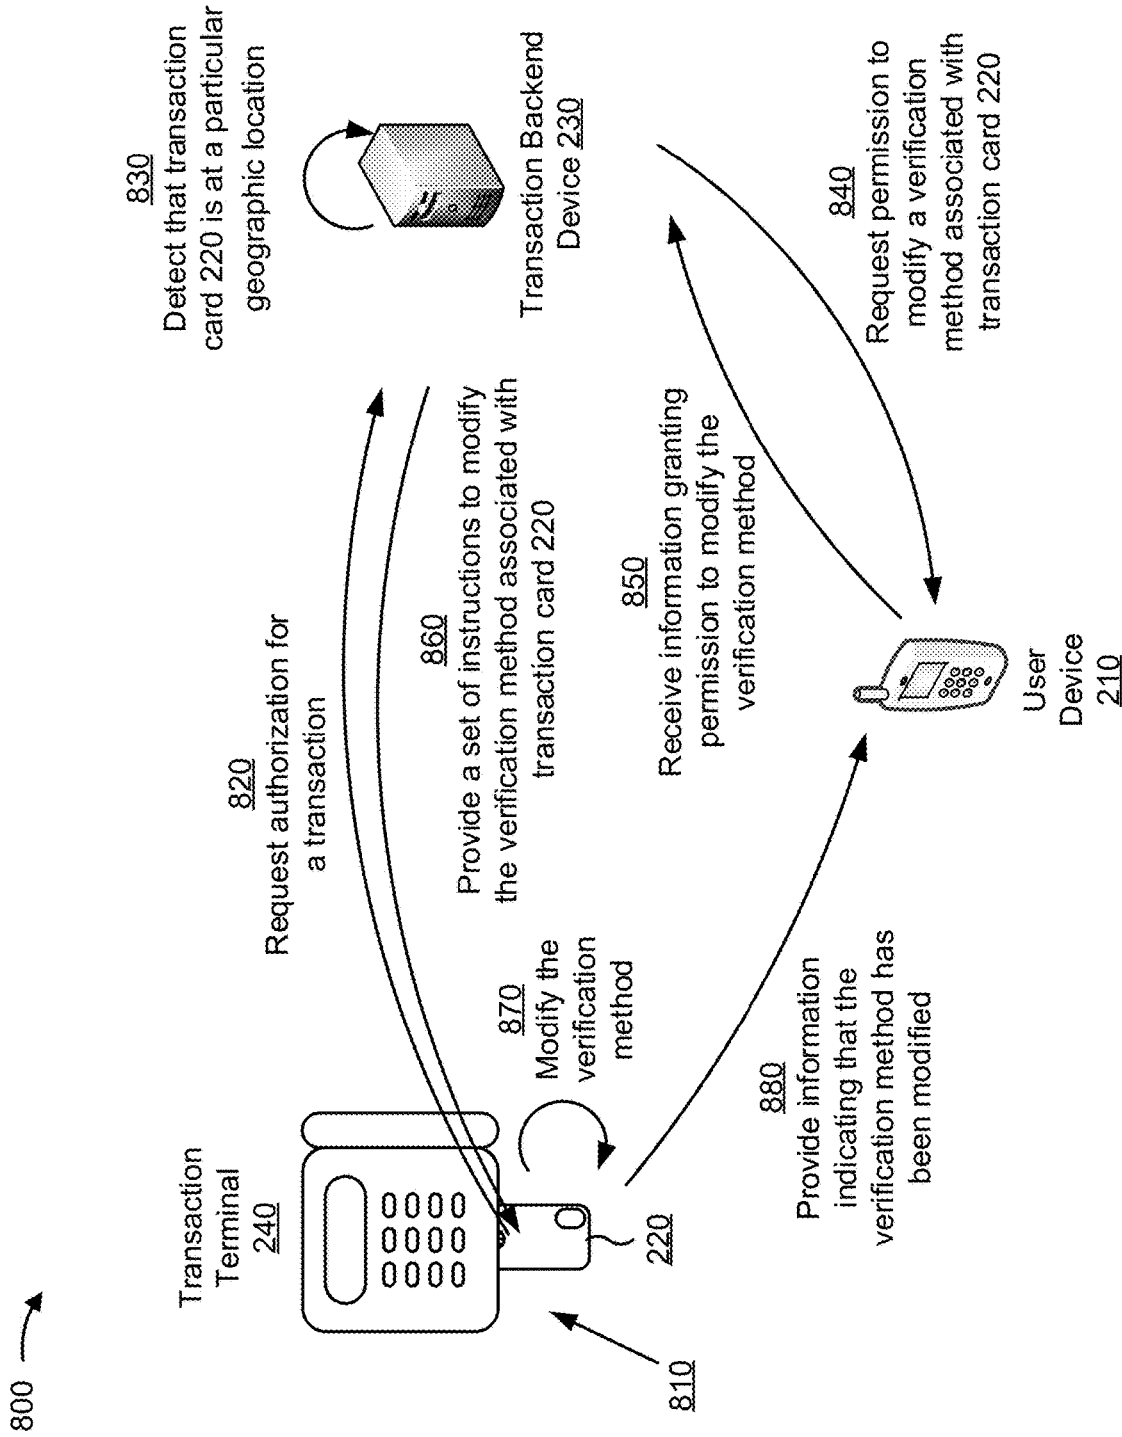 800
Transaction
Terminal
240
810
220
820
Request authorization for
a transaction
830
Detect that transaction
card 220 is at a particular
geographic location
Transaction Backend
Device 230
840
Request permission to
modify a verification
method associated with
transaction card 220
850
Receive information granting
permission to modify the
verification method
860
Provide a set of instructions to modify
the verification method associated with
transaction card 220
870
Modify the
verification
method
880
Provide information
indicating that the
verification method has
been modified
User
Device
210